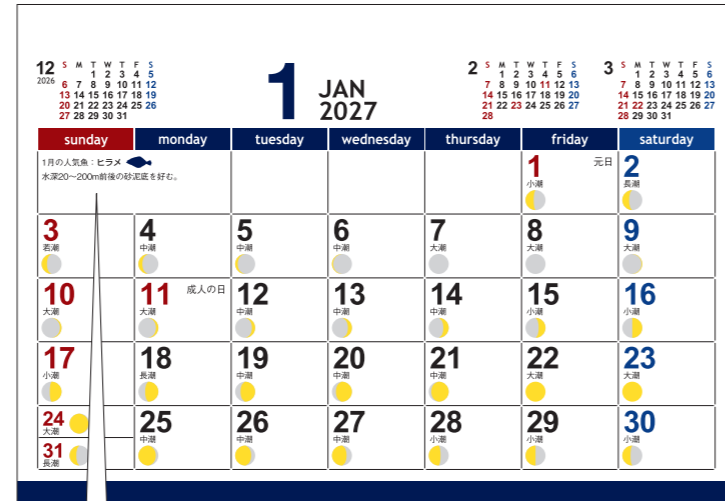 12
2026
S M T W T F S
1 2 3 4 5
6 7 8 9 10 11 12
13 14 15 16 17 18 19
20 21 22 23 24 25 26
27 28 29 30 31
1
JAN
2027
2
S M T W T F S
1 2 3 4 5 6
7 8 9 10 11 12 13
14 15 16 17 18 19 20
21 22 23 24 25 26 27
28
3
S M T W T F S
1 2 3 4 5 6
7 8 9 10 11 12 13
14 15 16 17 18 19 20
21 22 23 24 25 26 27
28 29 30 31
sunday monday tuesday wednesday thursday friday saturday
1月の人気魚：ヒラメ
水深20〜200m前後の砂泥底を好む。
1 元日 2
小潮 長潮
3 4 5 6 7 8 9
若潮 中潮 中潮 中潮 大潮 大潮 大潮
10 11 成人の日 12 13 14 15 16
大潮 大潮 中潮 中潮 中潮 小潮 小潮
17 18 19 20 21 22 23
小潮 長潮 中潮 中潮 中潮 大潮 大潮
24 25 26 27 28 29 30
大潮 中潮 中潮 中潮 小潮 小潮 小潮
31
長潮